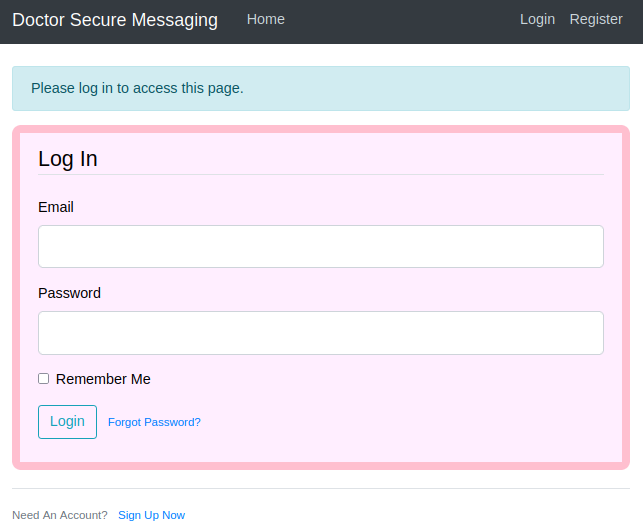 Doctor Secure Messaging Home Login Register
Please log in to access this page.
Log In
Email
Password
Remember Me
Login Forgot Password?
Need An Account? Sign Up Now